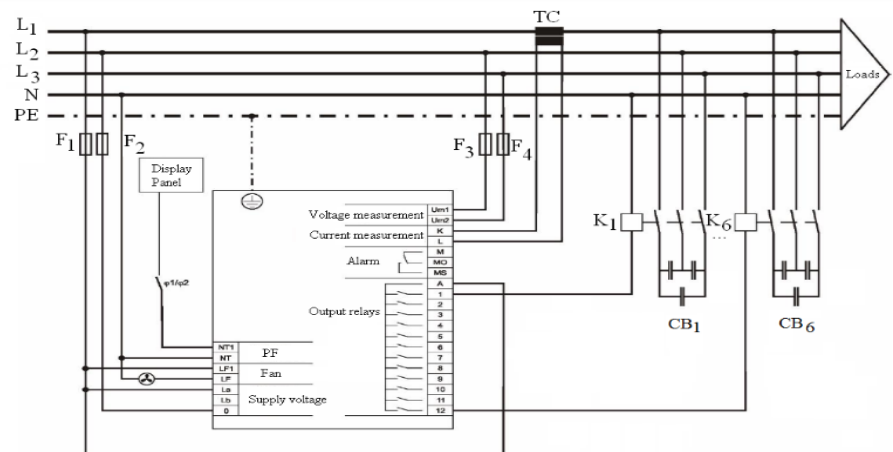 TC
L1
L2
L3
N
PE
Loads
F1
F2
F3
F4
Display
Panel
φ1/φ2
Voltage measurement
Current measurement
Alarm
Output relays
Um1
Um2
K
L
M
MO
MS
A
1
2
3
4
5
6
7
8
9
10
11
12
NT1
NT
LF1
LF
La
Lb
0
PF
Fan
Supply voltage
K1
K6
...
CB1
CB6